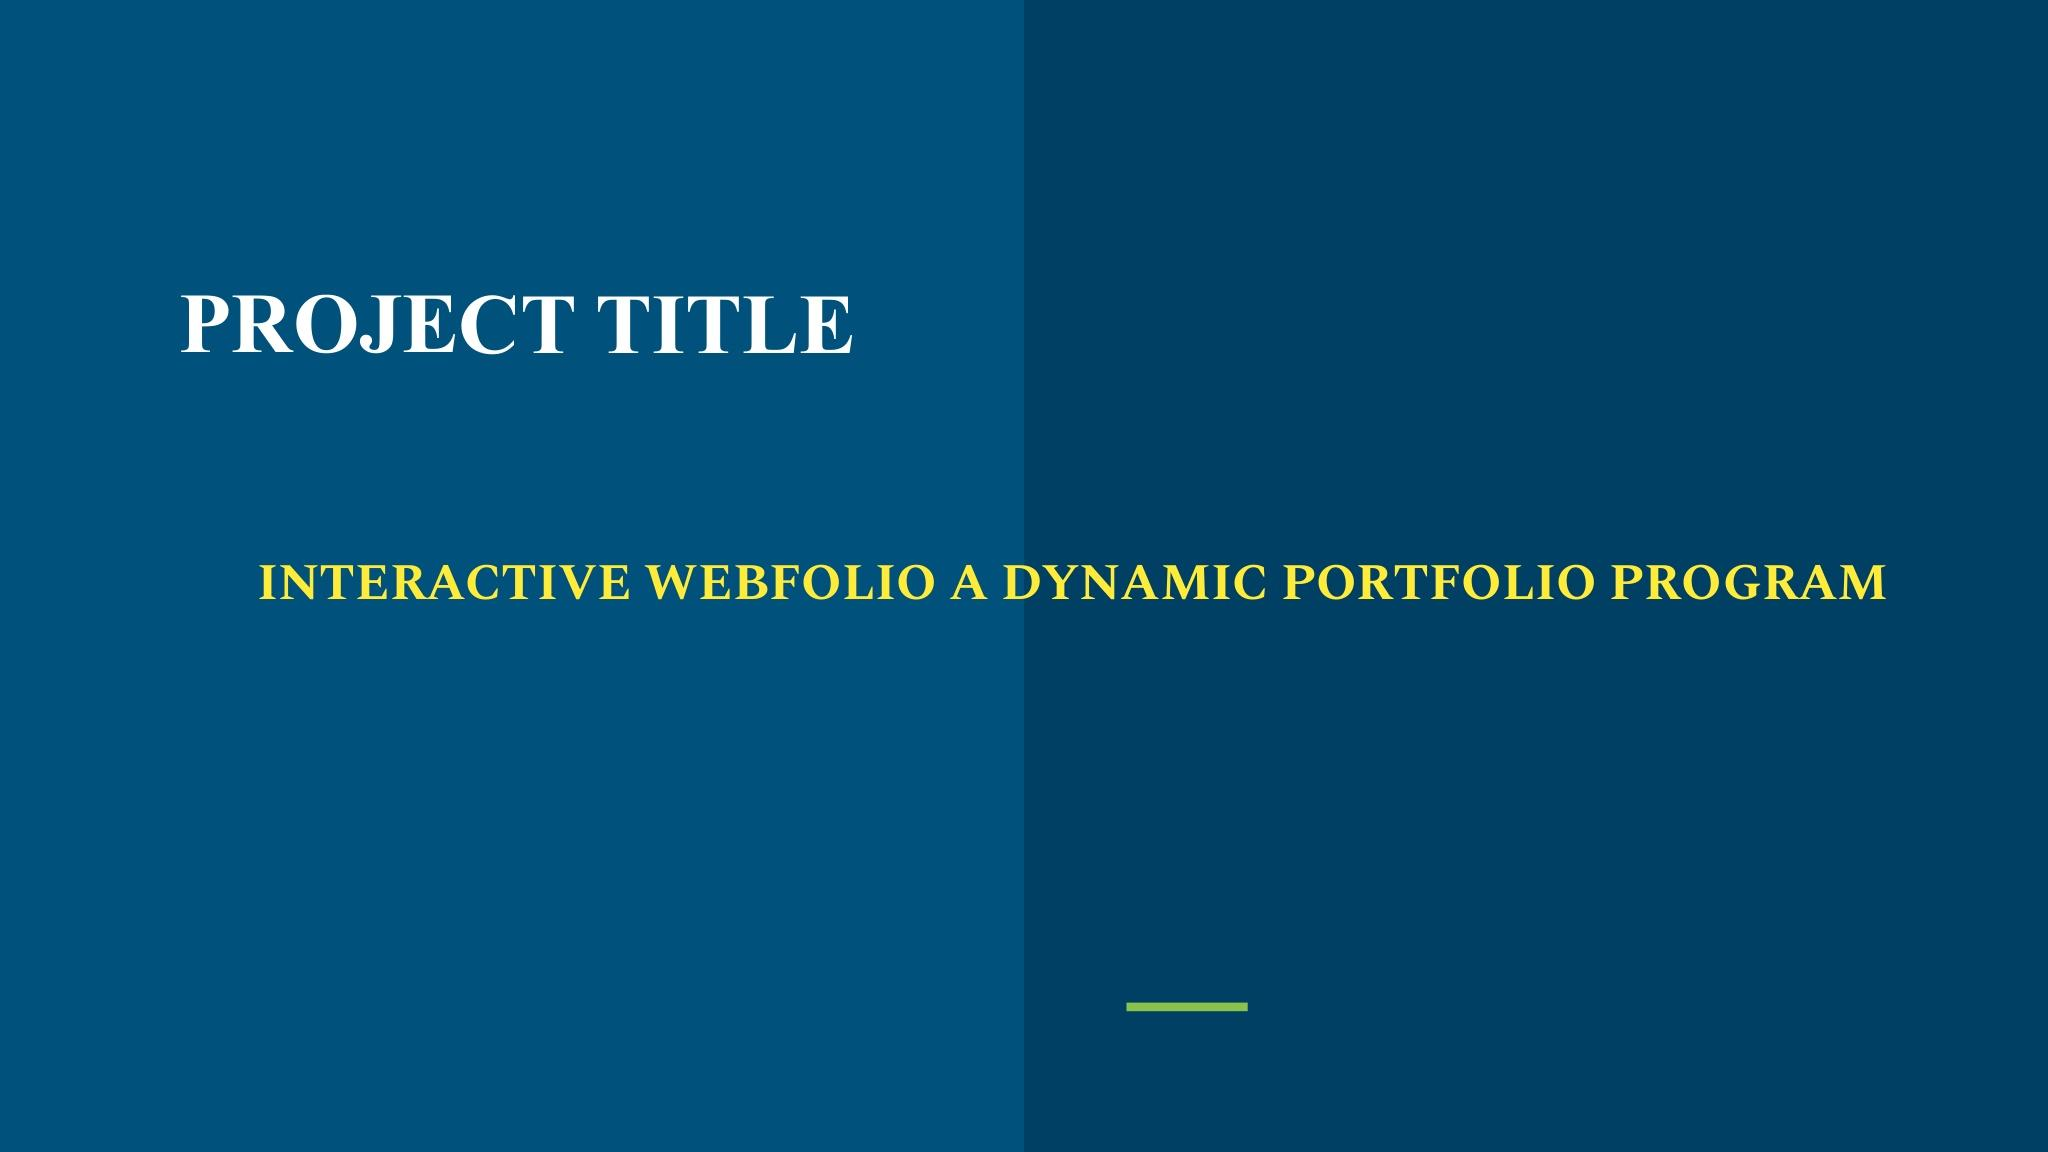 PROJECT TITLE
INTERACTIVE WEBFOLIO A DYNAMIC PORTFOLIO PROGRAM